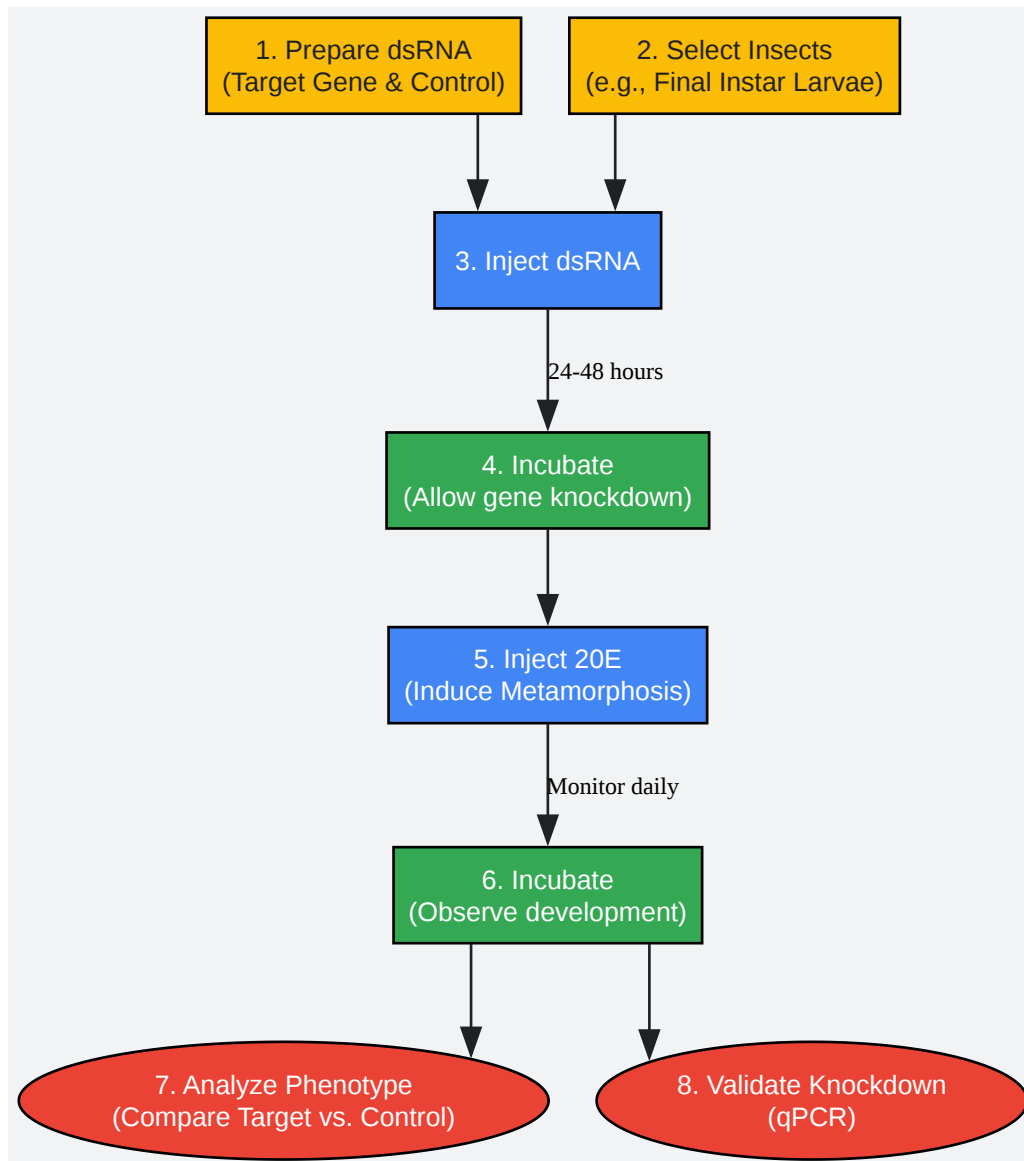 1. Prepare dsRNA
(Target Gene & Control)
2. Select Insects
(e.g., Final Instar Larvae)
3. Inject dsRNA
24-48 hours
4. Incubate
(Allow gene knockdown)
5. Inject 20E
(Induce Metamorphosis)
Monitor daily
6. Incubate
(Observe development)
7. Analyze Phenotype
(Compare Target vs. Control)
8. Validate Knockdown
(qPCR)